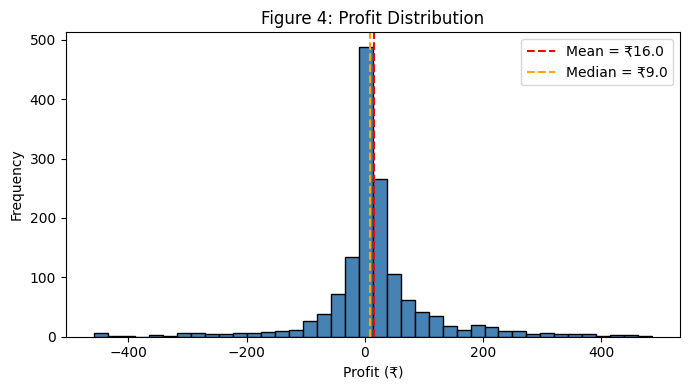 Figure 4: Profit Distribution
500
400
300
200
100
0
Frequency
Mean = ₹16.0
Median = ₹9.0
−400
−200
0
200
400
Profit (₹)